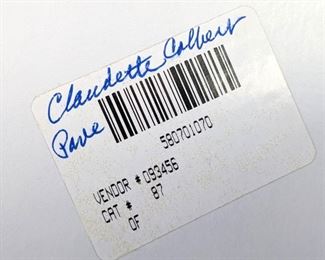 Claudette Colbert
Pave
580701070
VENDOR # 093456
CAT # 87
OF